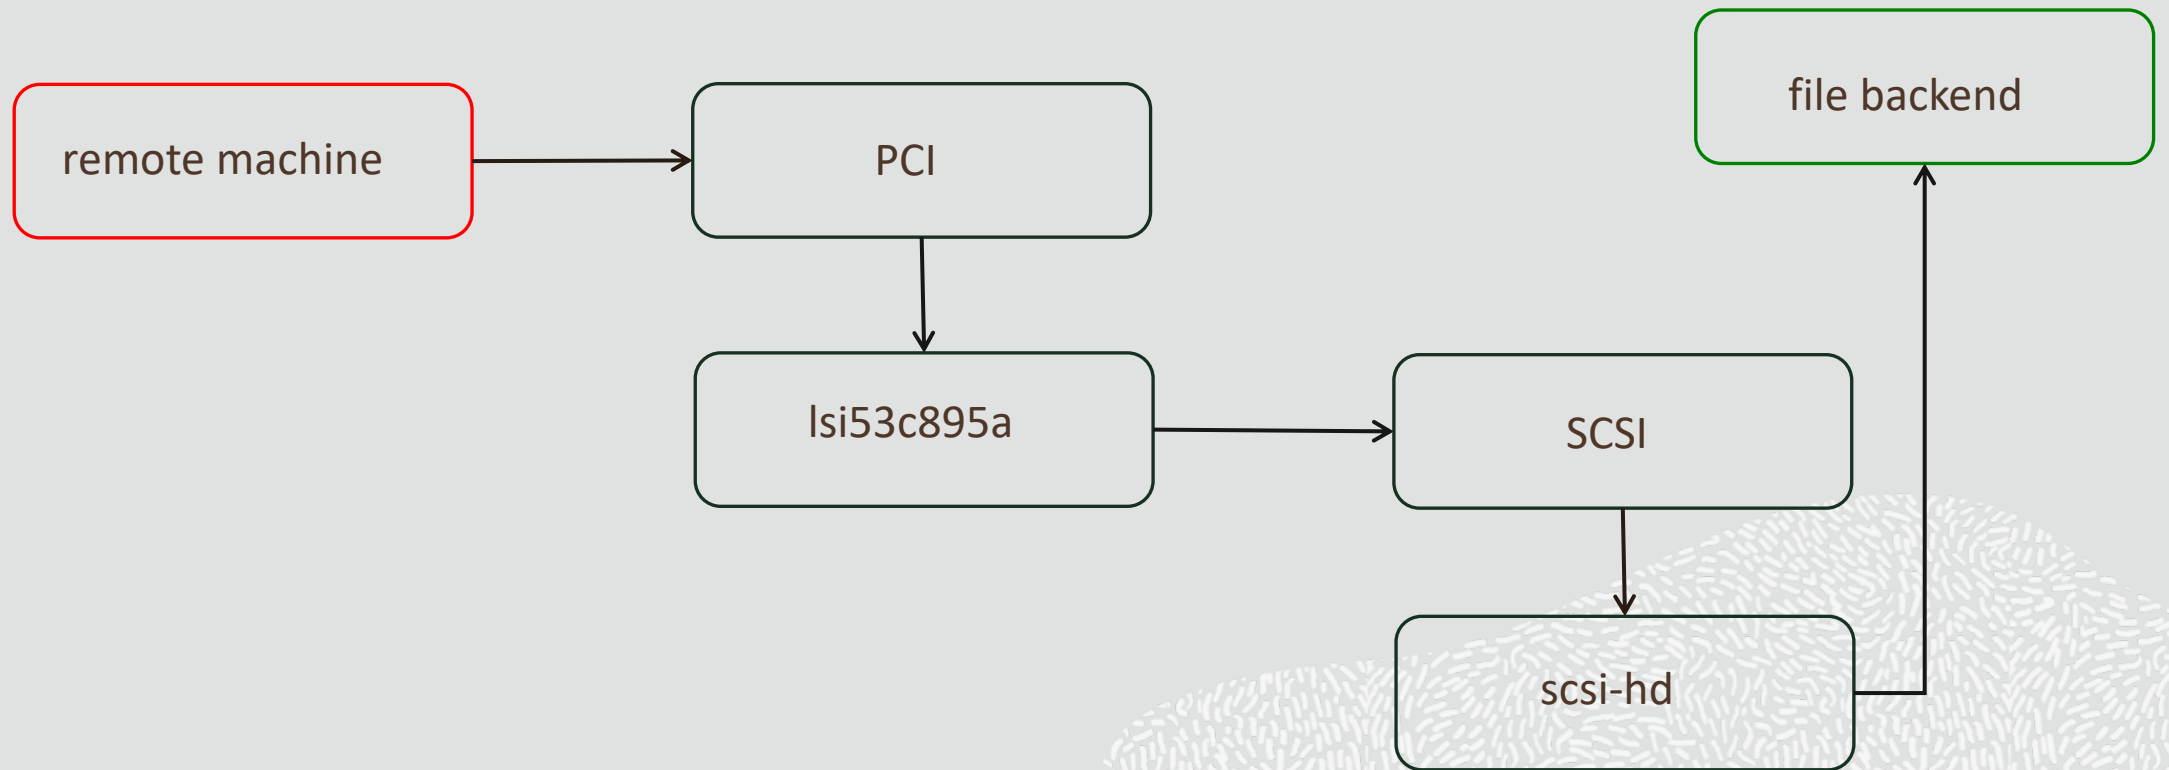 file backend
remote machine
PCI
lsi53c895a
SCSI
scsi-hd